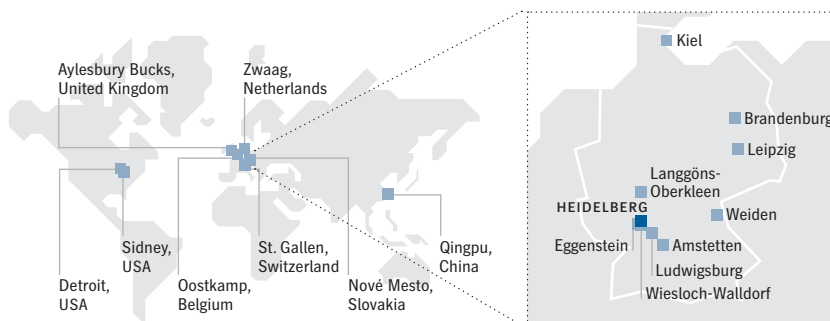 Aylesbury Bucks,
United Kingdom
Zwaag,
Netherlands
Sidney,
USA
St. Gallen,
Switzerland
Qingpu,
China
Detroit,
USA
Oostkamp,
Belgium
Nové Mesto,
Slovakia
Kiel
Brandenburg
Leipzig
Langgöns-
Oberkleen
HEIDELBERG
Weiden
Eggenstein
Amstetten
Ludwigsburg
Wiesloch-Walldorf